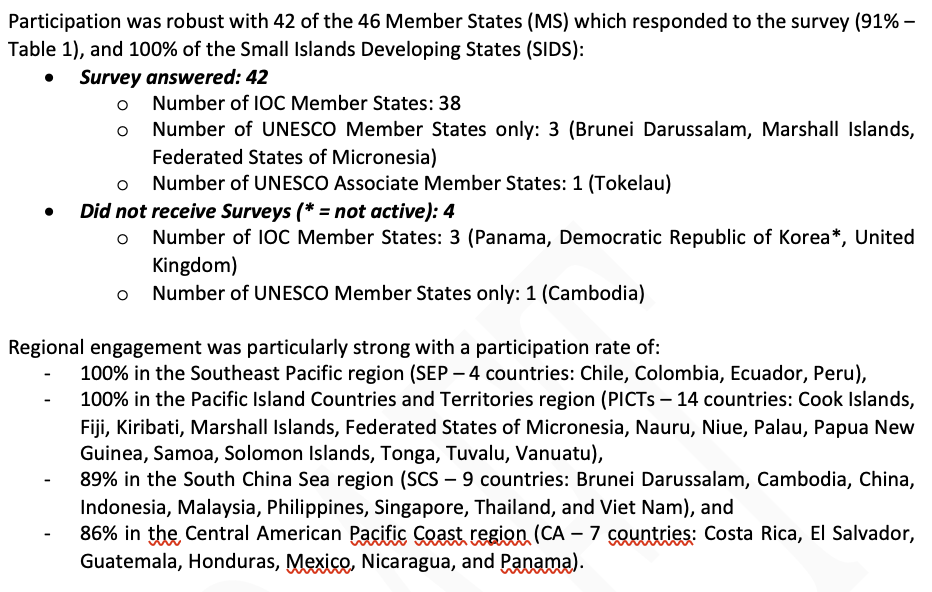 Participation was robust with 42 of the 46 Member States (MS) which responded to the survey (91% –
Table 1), and 100% of the Small Islands Developing States (SIDS):
• Survey answered: 42
o Number of IOC Member States: 38
o Number of UNESCO Member States only: 3 (Brunei Darussalam, Marshall Islands,
Federated States of Micronesia)
o Number of UNESCO Associate Member States: 1 (Tokelau)
• Did not receive Surveys (* = not active): 4
o Number of IOC Member States: 3 (Panama, Democratic Republic of Korea*, United
Kingdom)
o Number of UNESCO Member States only: 1 (Cambodia)
Regional engagement was particularly strong with a participation rate of:
- 100% in the Southeast Pacific region (SEP – 4 countries: Chile, Colombia, Ecuador, Peru),
- 100% in the Pacific Island Countries and Territories region (PICTs – 14 countries: Cook Islands,
Fiji, Kiribati, Marshall Islands, Federated States of Micronesia, Nauru, Niue, Palau, Papua New
Guinea, Samoa, Solomon Islands, Tonga, Tuvalu, Vanuatu),
- 89% in the South China Sea region (SCS – 9 countries: Brunei Darussalam, Cambodia, China,
Indonesia, Malaysia, Philippines, Singapore, Thailand, and Viet Nam), and
- 86% in the Central American Pacific Coast region (CA – 7 countries: Costa Rica, El Salvador,
Guatemala, Honduras, Mexico, Nicaragua, and Panama).